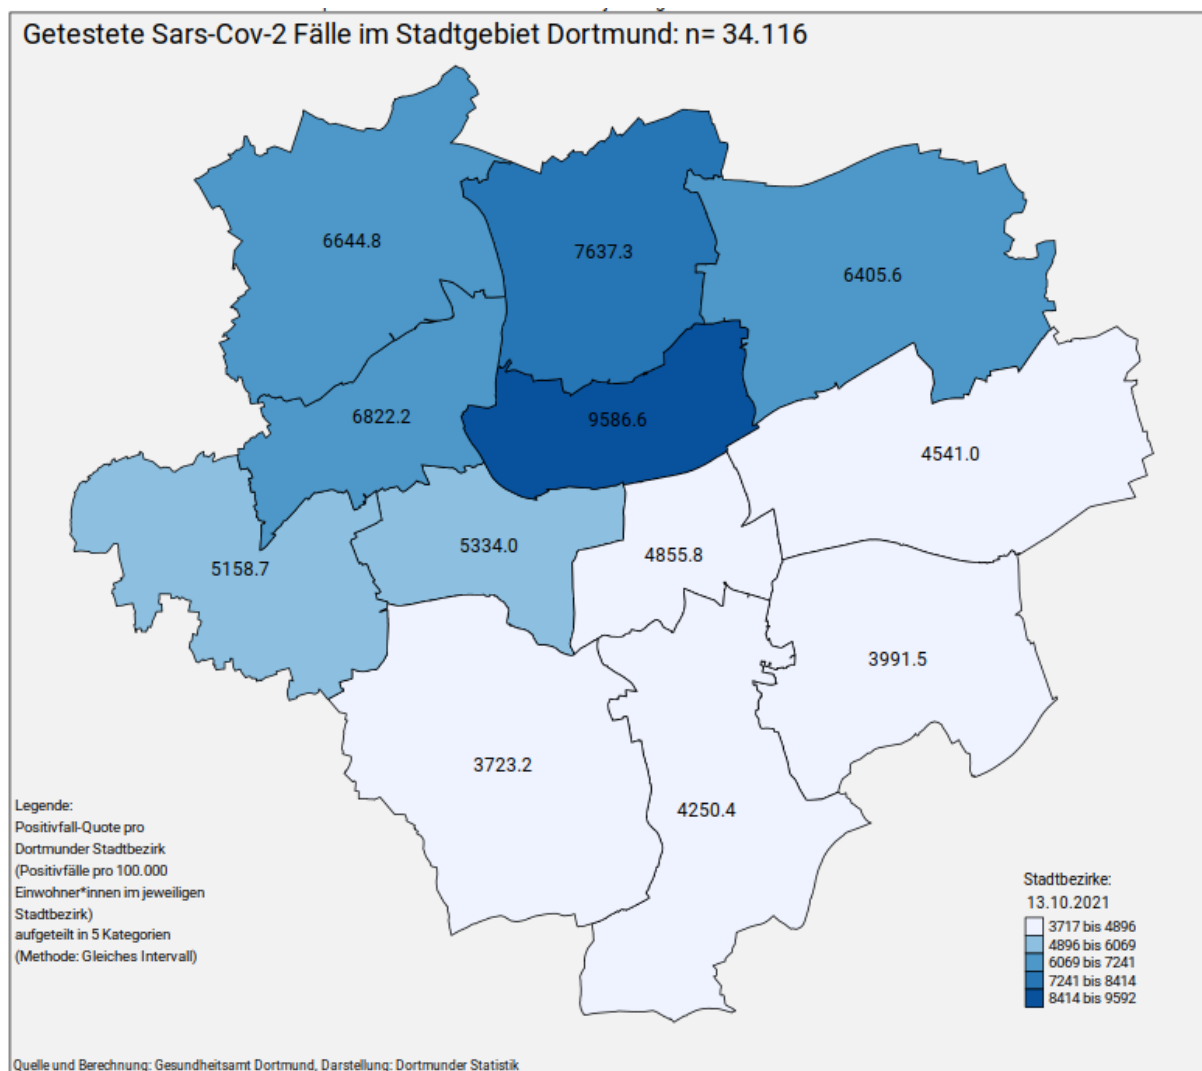 Getestete Sars-Cov-2 Fälle im Stadtgebiet Dortmund: n= 34.116
6644.8
7637.3
6405.6
6822.2
9586.6
4541.0
5334.0
4855.8
5158.7
3991.5
3723.2
4250.4
Legende:
Positivfall-Quote pro
Dortmunder Stadtbezirk
(Positivfälle pro 100.000
Einwohner*innen im jeweiligen
Stadtbezirk)
aufgeteilt in 5 Kategorien
(Methode: Gleiches Intervall)
Stadtbezirke:
13.10.2021
3717 bis 4896
4896 bis 6069
6069 bis 7241
7241 bis 8414
8414 bis 9592
Quelle und Berechnung: Gesundheitsamt Dortmund, Darstellung: Dortmunder Statistik